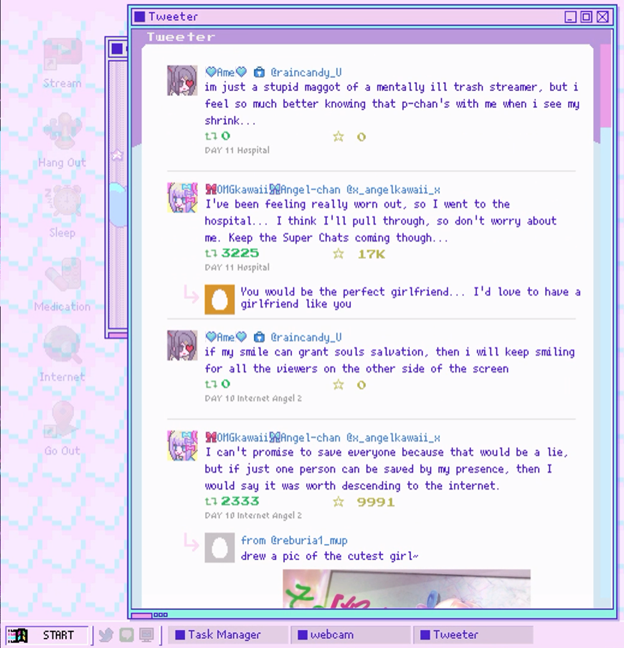 Tweeter
Tweeter
Stream
Hang Out
Sleep
Medication
Internet
Go Out
Ame @raincandy_U
im just a stupid maggot of a mentally ill trash streamer, but i
feel so much better knowing that p-chan's with me when i see my
shrink...
0 0
DAY 11 Hospital
OMGkawaiiAngel-chan @x_angelkawaii_x
I've been feeling really worn out, so I went to the
hospital... I think I'll pull through, so don't worry about
me. Keep the Super Chats coming though...
3225 17K
DAY 11 Hospital
You would be the perfect girlfriend... I'd love to have a
girlfriend like you
Ame @raincandy_U
if my smile can grant souls salvation, then i will keep smiling
for all the viewers on the other side of the screen
0 0
DAY 10 Internet Angel 2
OMGkawaiiAngel-chan @x_angelkawaii_x
I can't promise to save everyone because that would be a lie,
but if just one person can be saved by my presence, then I
would say it was worth descending to the internet.
2333 9991
DAY 10 Internet Angel 2
from @reburia1_mup
drew a pic of the cutest girl~
START
Task Manager
webcam
Tweeter